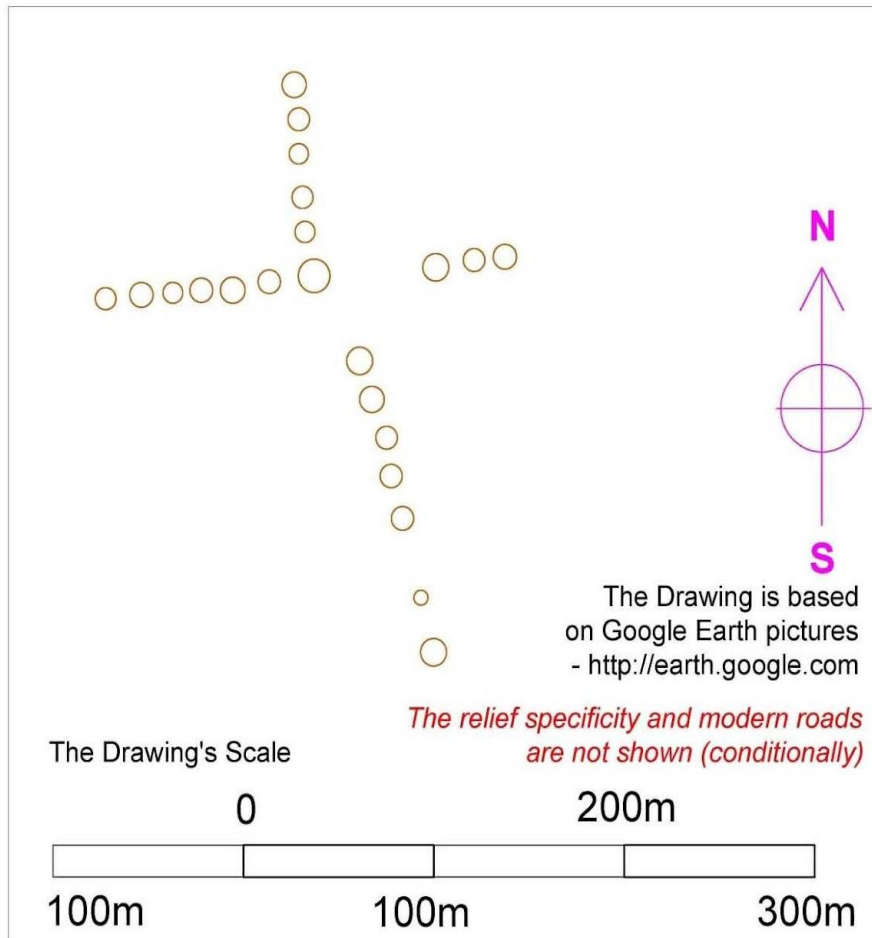 N
S
The Drawing is based
on Google Earth pictures
- http://earth.google.com
The relief specificity and modern roads
are not shown (conditionally)
The Drawing's Scale
0 200m
100m 100m 300m